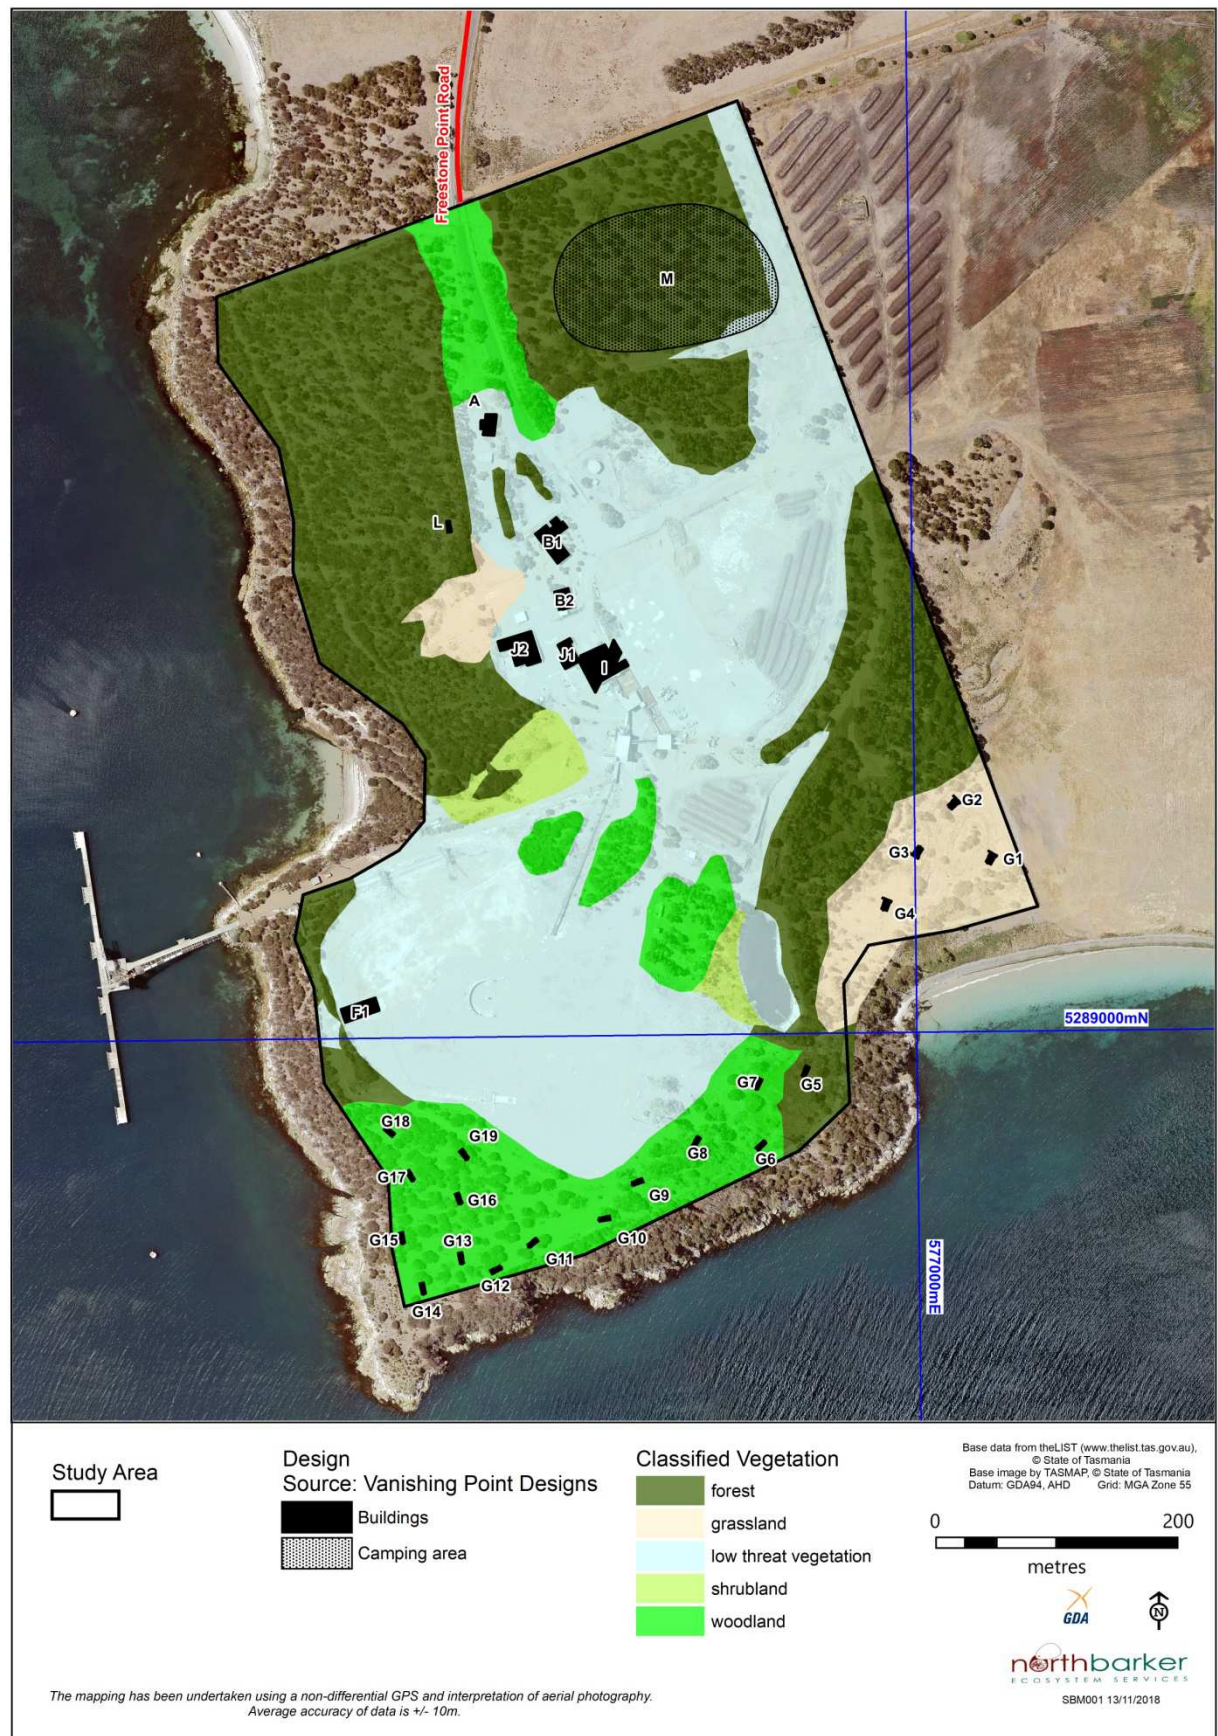 Freestone Point Road
M
A
L
B1
B2
J2
J1
I
G2
G3
G1
G4
F1
5289000mN
G7
G5
G18
G19
G8
G6
G17
G16
G9
G15
G13
G10
G11
G12
G14
577000mE
Study Area
Design
Source: Vanishing Point Designs
Buildings
Camping area
Classified Vegetation
forest
grassland
low threat vegetation
shrubland
woodland
Base data from theLIST (www.thelist.tas.gov.au),
© State of Tasmania
Base image by TASMAP, © State of Tasmania
Datum: GDA94, AHD Grid: MGA Zone 55
0 200
metres
GDA
N
northbarker
ECOSYSTEM SERVICES
SBM001 13/11/2018
The mapping has been undertaken using a non-differential GPS and interpretation of aerial photography.
Average accuracy of data is +/- 10m.